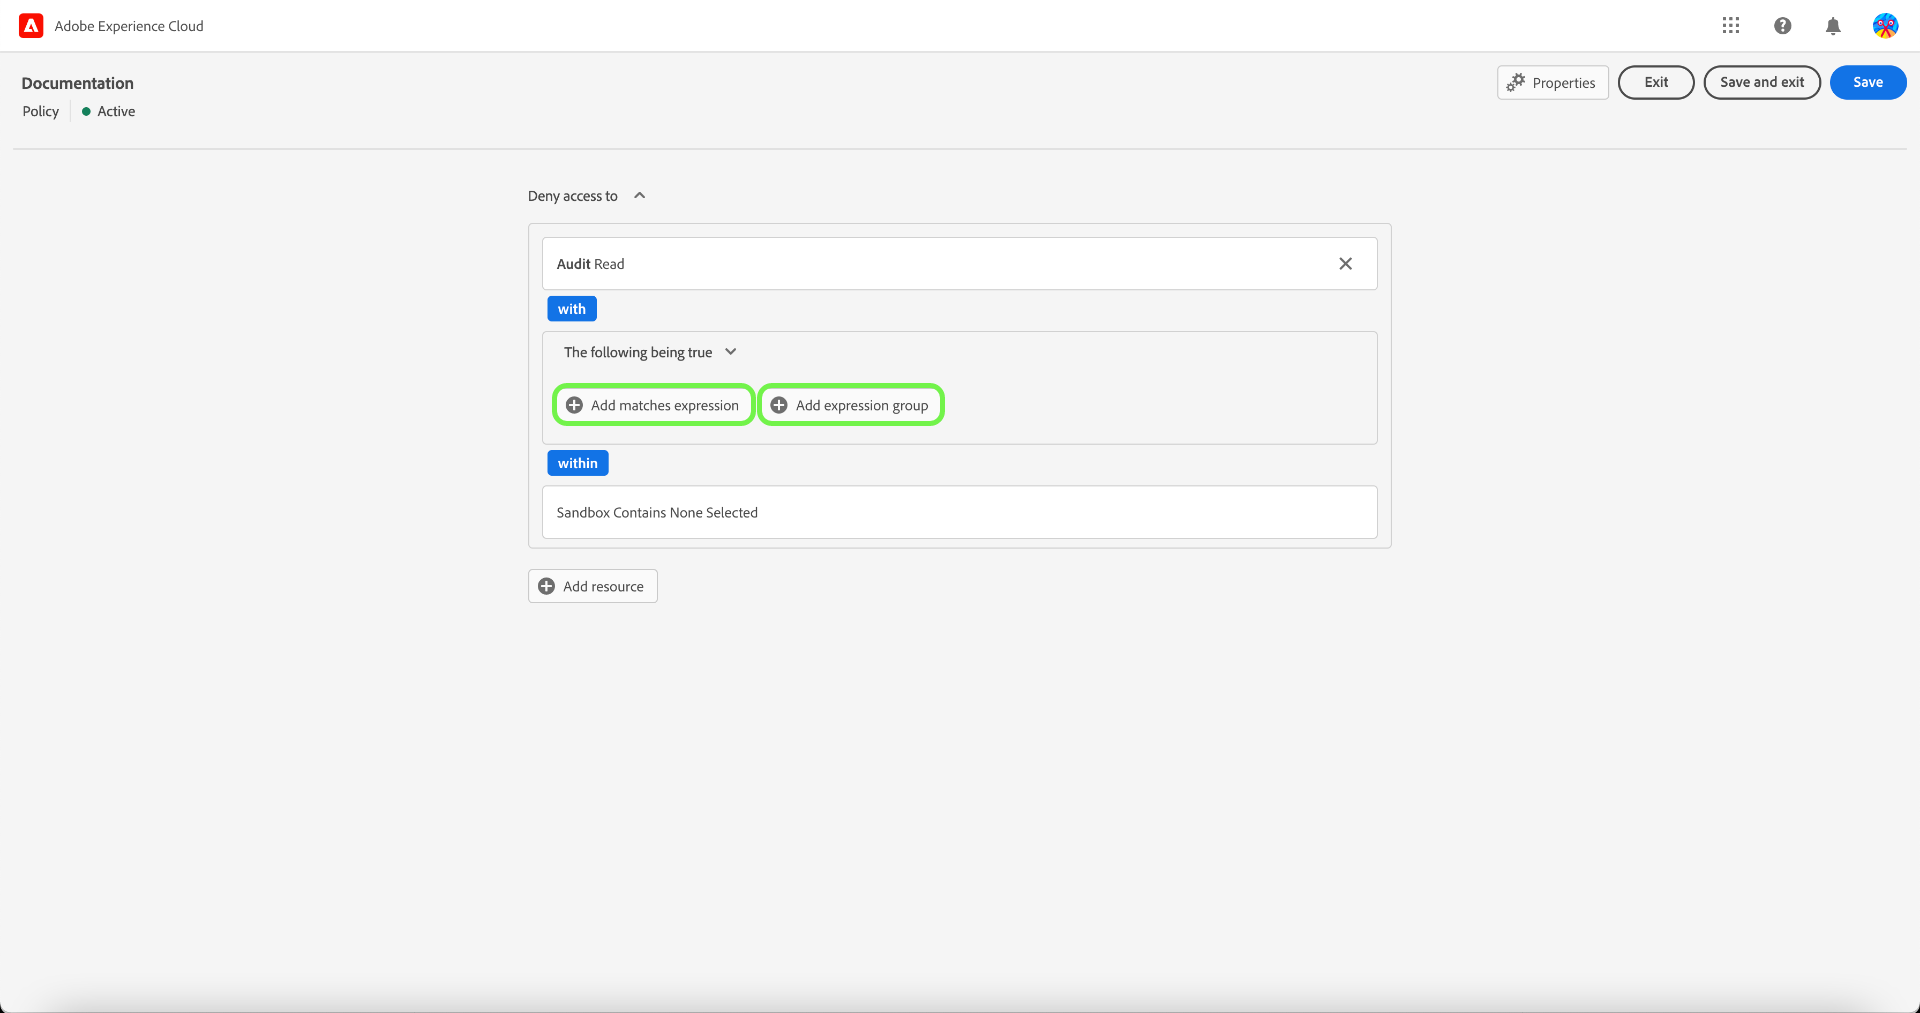 Adobe Experience Cloud
Documentation
Policy
Active
Properties
Exit
Save and exit
Save
Deny access to
Audit Read
with
The following being true
Add matches expression
Add expression group
within
Sandbox Contains None Selected
Add resource